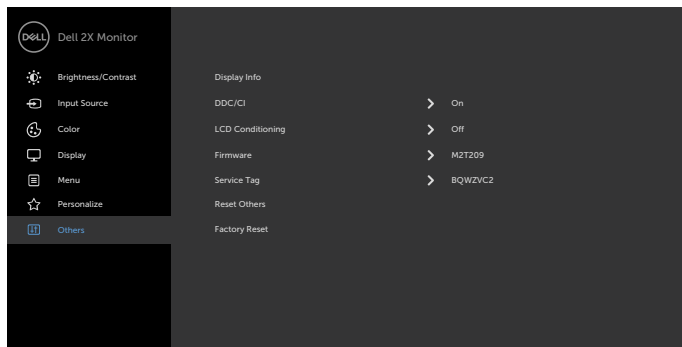 DELL Dell 2X Monitor
Brightness/Contrast Display Info
Input Source DDC/CI On
Color LCD Conditioning Off
Display Firmware M2T209
Menu Service Tag BQWZVC2
Personalize Reset Others
Others Factory Reset